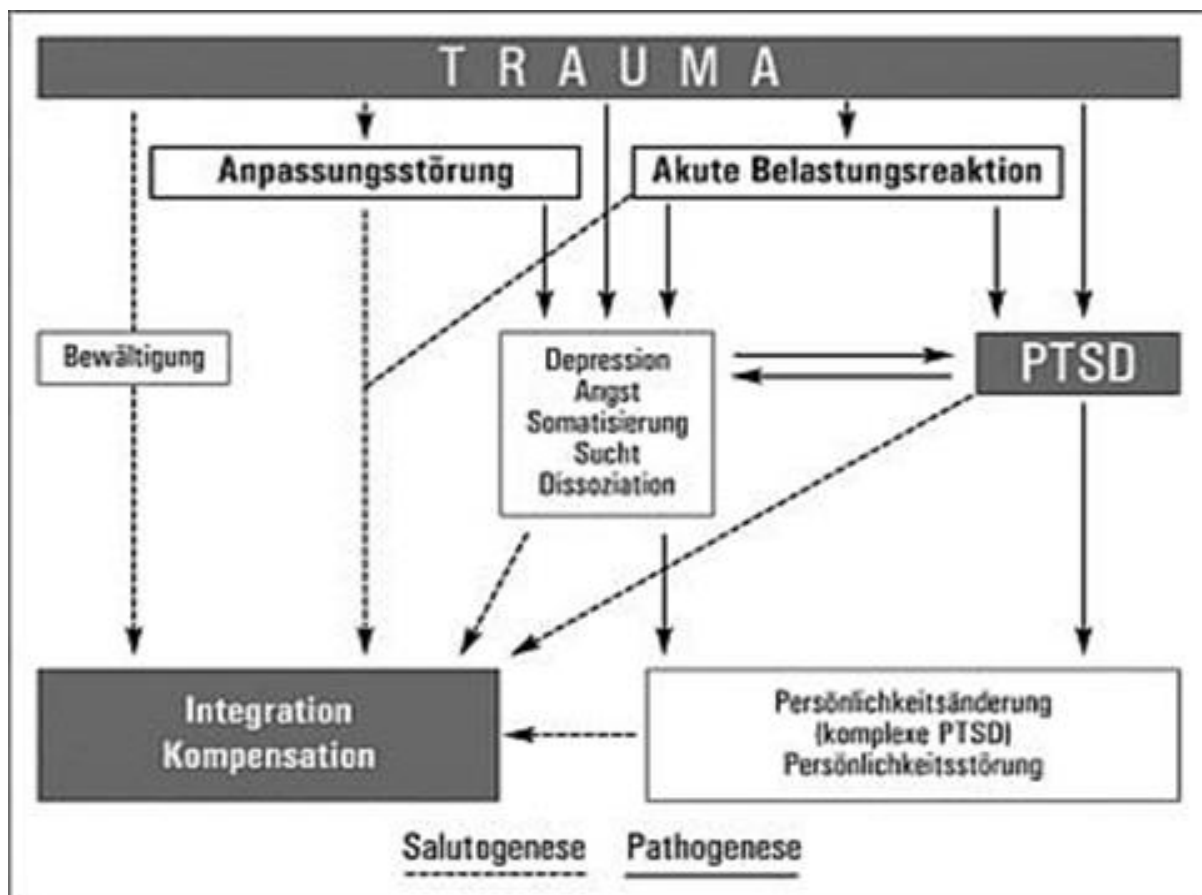 TRAUMA
Anpassungsstörung
Akute Belastungsreaktion
Bewältigung
Depression
Angst
Somatisierung
Sucht
Dissoziation
PTSD
Integration
Kompensation
Persönlichkeitsänderung
(komplexe PTSD)
Persönlichkeitsstörung
Salutogenese Pathogenese